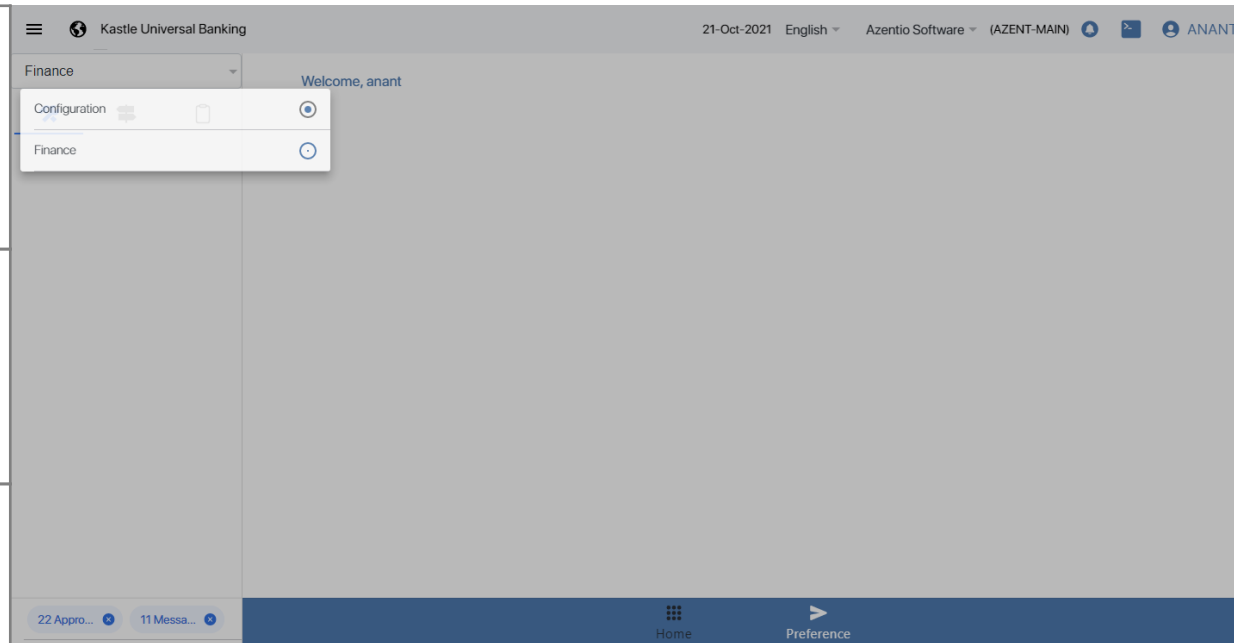 Kastle Universal Banking 21-Oct-2021 English Azentio Software (AZENT-MAIN) ANANT
Finance
Welcome, anant
Configuration
Finance
22 Appro... 11 Messa...
Home Preference